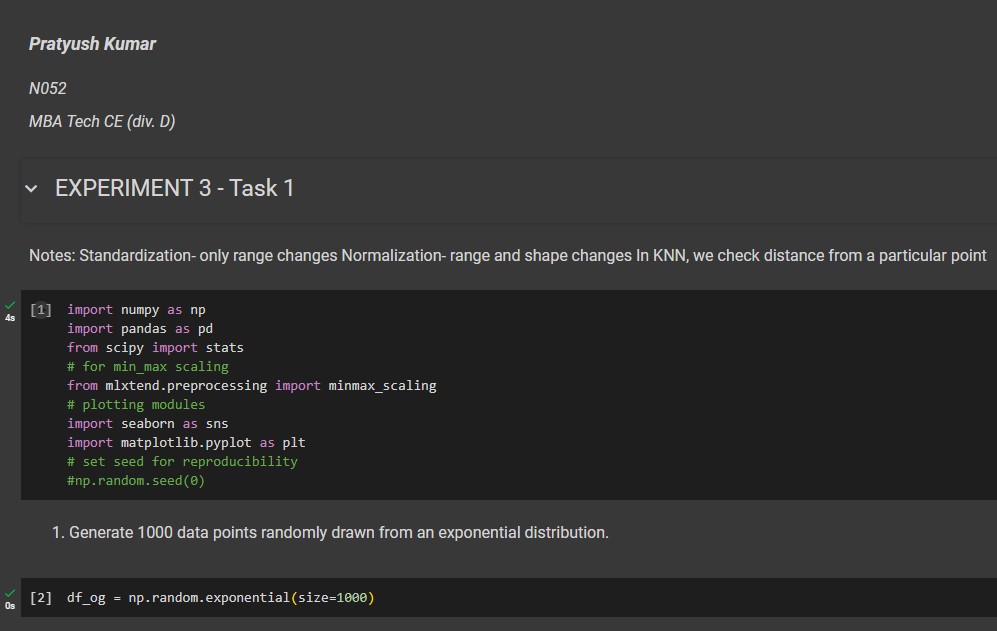 Pratyush Kumar
N052
MBA Tech CE (div. D)
EXPERIMENT 3 - Task 1
Notes: Standardization- only range changes Normalization- range and shape changes In KNN, we check distance from a particular point
4s
[1]
import numpy as np
import pandas as pd
from scipy import stats
# for min_max scaling
from mlxtend.preprocessing import minmax_scaling
# plotting modules
import seaborn as sns
import matplotlib.pyplot as plt
# set seed for reproducibility
#np.random.seed(0)
1. Generate 1000 data points randomly drawn from an exponential distribution.
0s
[2] df_og = np.random.exponential(size=1000)